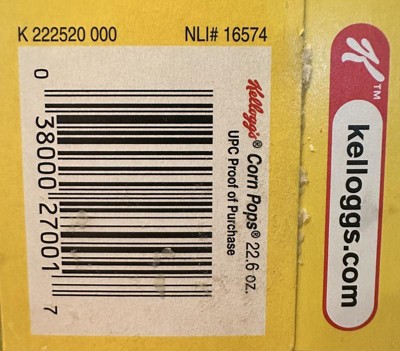 K 222520 000
NLI# 16574
Kellogg's® Corn Pops® 22.6 oz.
UPC Proof of Purchase
0 38000 27001 7
K™
kelloggs.com